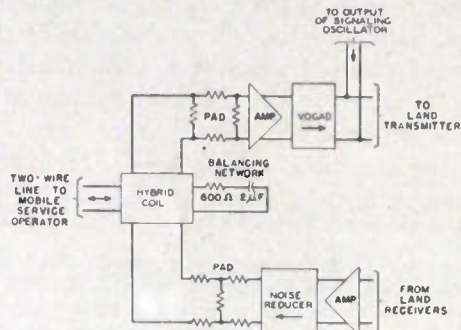 TO OUTPUT
OF SIGNALING
OSCILLATOR
PAD
AMP
VOGAD
TO
LAND
TRANSMITTER
BALANCING
NETWORK
600Ω 2μF
TWO-WIRE
LINE TO
MOBILE
SERVICE
OPERATOR
HYBRID
COIL
PAD
NOISE
REDUCER
AMP
FROM
LAND
RECEIVERS